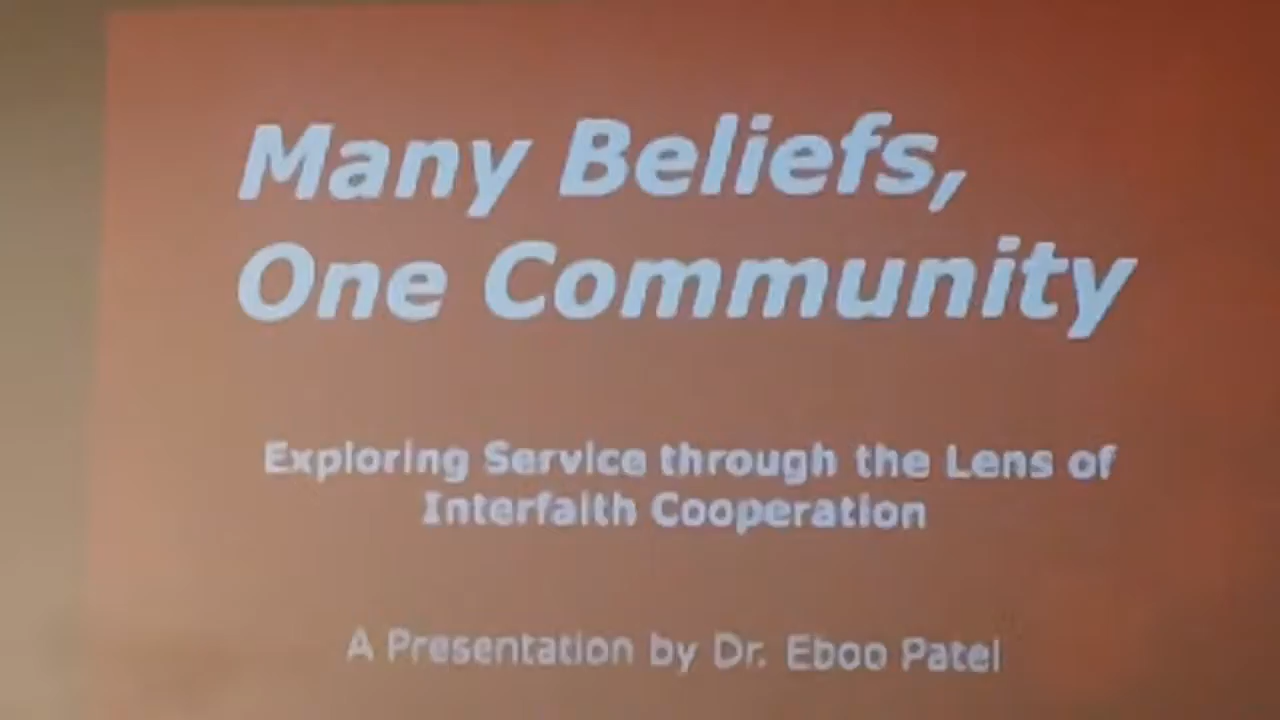 Many Beliefs,
One Community
Exploring Service through the Lens of
Interfaith Cooperation
A Presentation by Dr. Eboo Patel